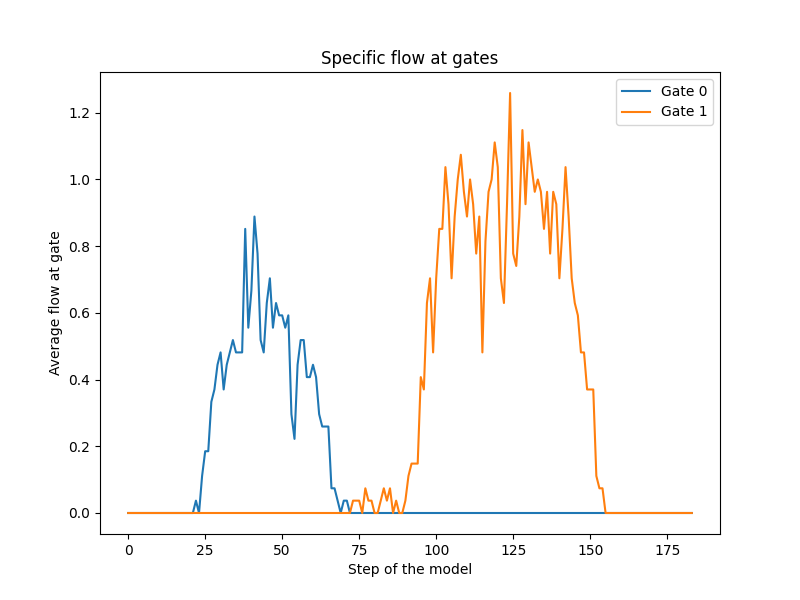 Specific flow at gates
Gate 0
Gate 1
Average flow at gate
1.2
1.0
0.8
0.6
0.4
0.2
0.0
0 25 50 75 100 125 150 175
Step of the model